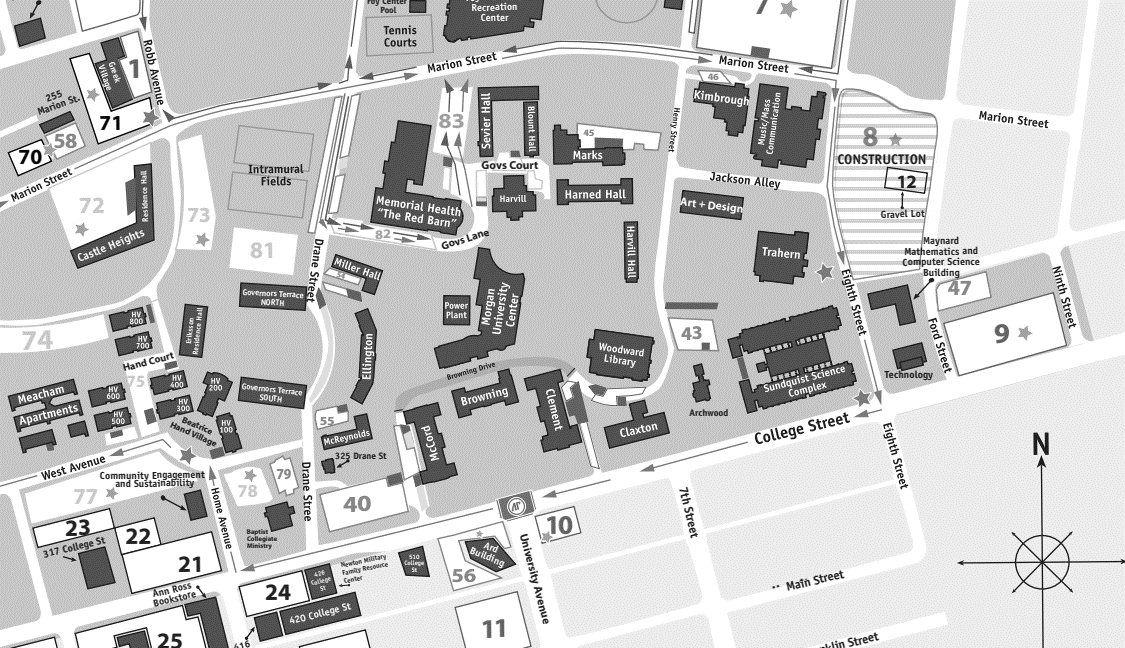 Foy Center
Pool
Recreation
Center
7
Tennis
Courts
Marion Street
Marion Street
Marion Street
Marion Street
Robb Avenue
Greek
Village
1
255
Marion St.
71
58
70
46
Kimbrough
Music/Mass
Communication
Henry Street
8
CONSTRUCTION
12
Gravel Lot
83
Sevier Hall
Blount Hall
45
Marks
Govs Court
Harvill
Harned Hall
Jackson Alley
Art + Design
Intramural
Fields
Memorial Health
"The Red Barn"
82
Govs Lane
72
Residence Hall
Castle Heights
73
81
Drane Street
Miller Hall
Harvill Hall
Trahern
Maynard
Mathematics and
Computer Science
Building
47
Eighth Street
Ninth Street
Governors Terrace
NORTH
Power
Plant
Morgan
University
Center
9
Ford Street
HV
800
HV
700
Eriksson
Residence Hall
74
Ellington
43
Woodward
Library
Technology
Hand Court
75
HV
400
HV
200
HV
600
HV
300
HV
500
HV
100
Meacham
Apartments
Governors Terrace
SOUTH
Browning Drive
Browning
Clement
Archwood
Sundquist Science
Complex
Beatrice
Hand Village
55
McReynolds
McCord
Claxton
College Street
325 Drane St
West Avenue
Community Engagement
and Sustainability
77
78
79
Drane Street
40
Eighth Street
7th Street
N
Home Avenue
Baptist
Collegiate
Ministry
23
22
317 College St
21
10
University Avenue
Ard
Building
56
510
College
St
Newton Military
Family Resource
Center
426
College
St
24
420 College St
Ann Ross
Bookstore
416
25
11
Main Street
klin Street